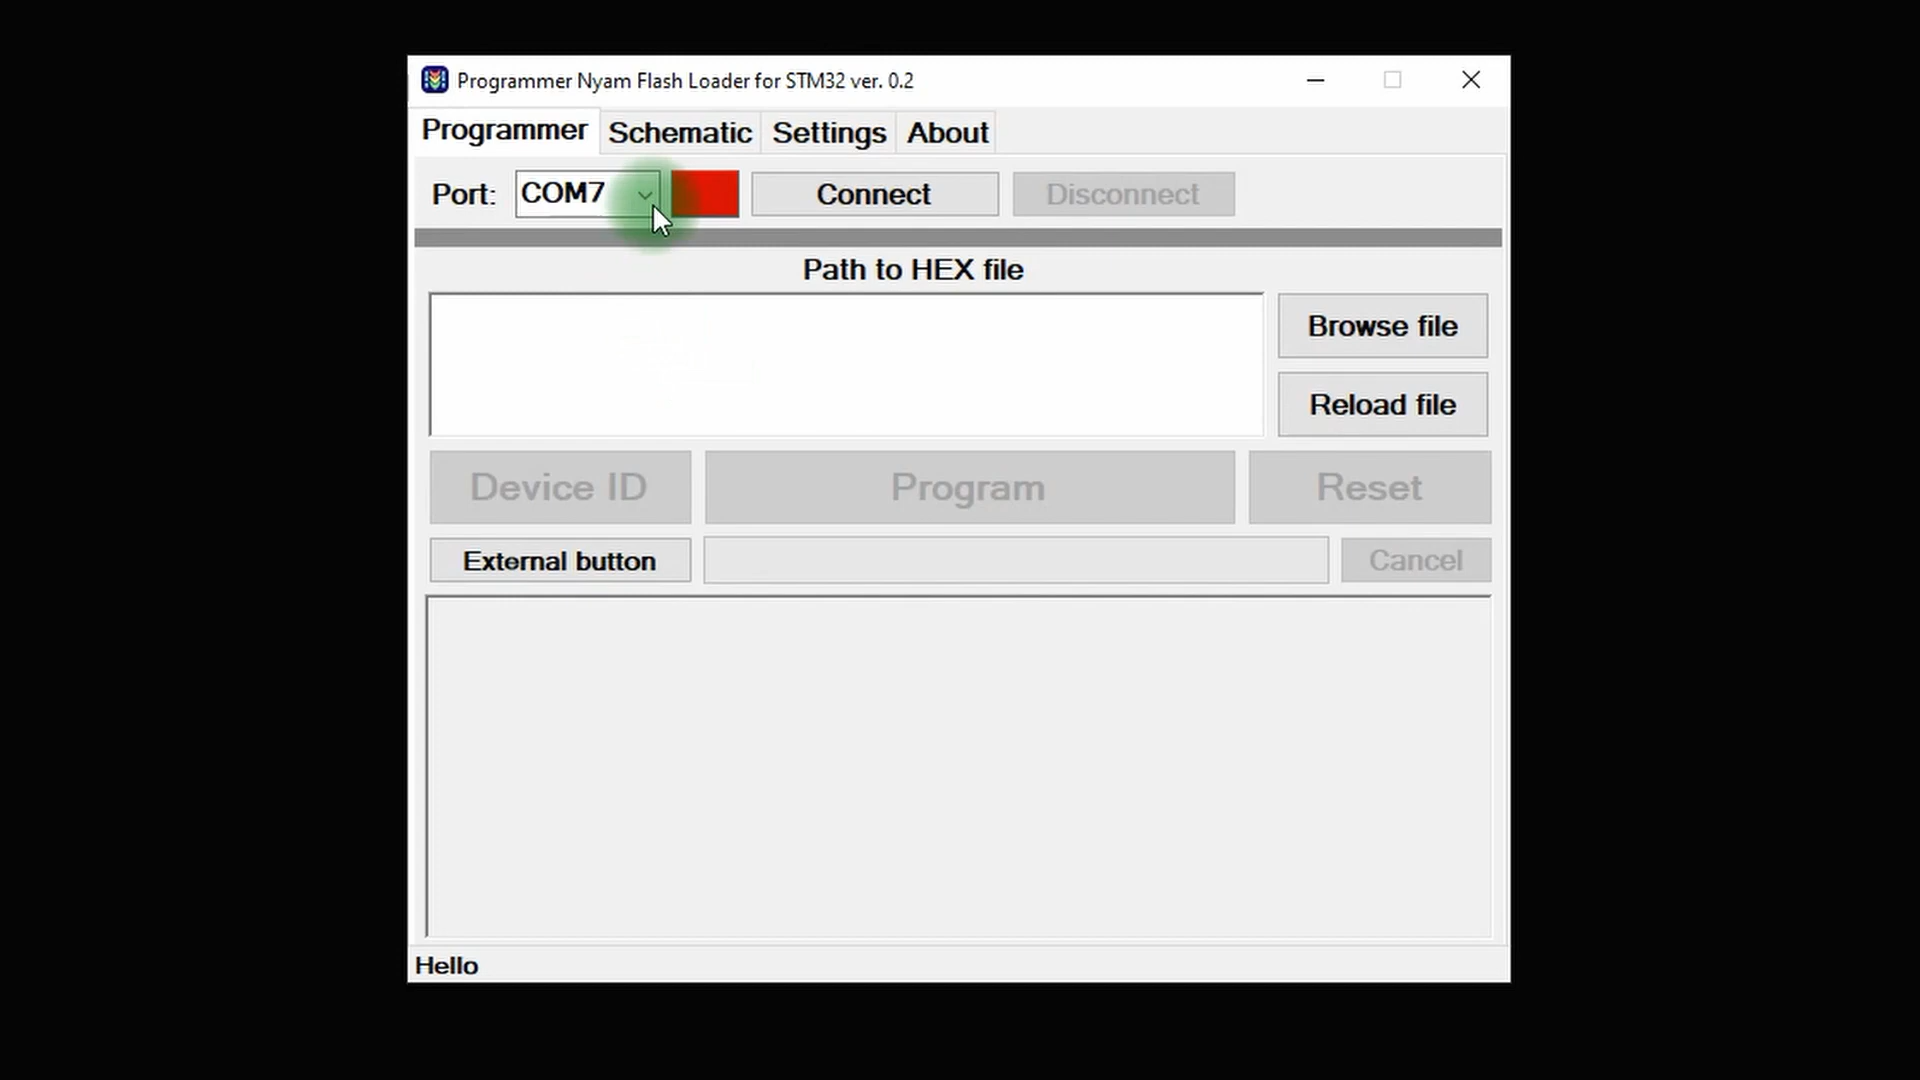 Programmer Nyam Flash Loader for STM32 ver. 0.2
Programmer Schematic Settings About
Port: COM7 Connect Disconnect
Path to HEX file
Browse file
Reload file
Device ID Program Reset
External button Cancel
Hello